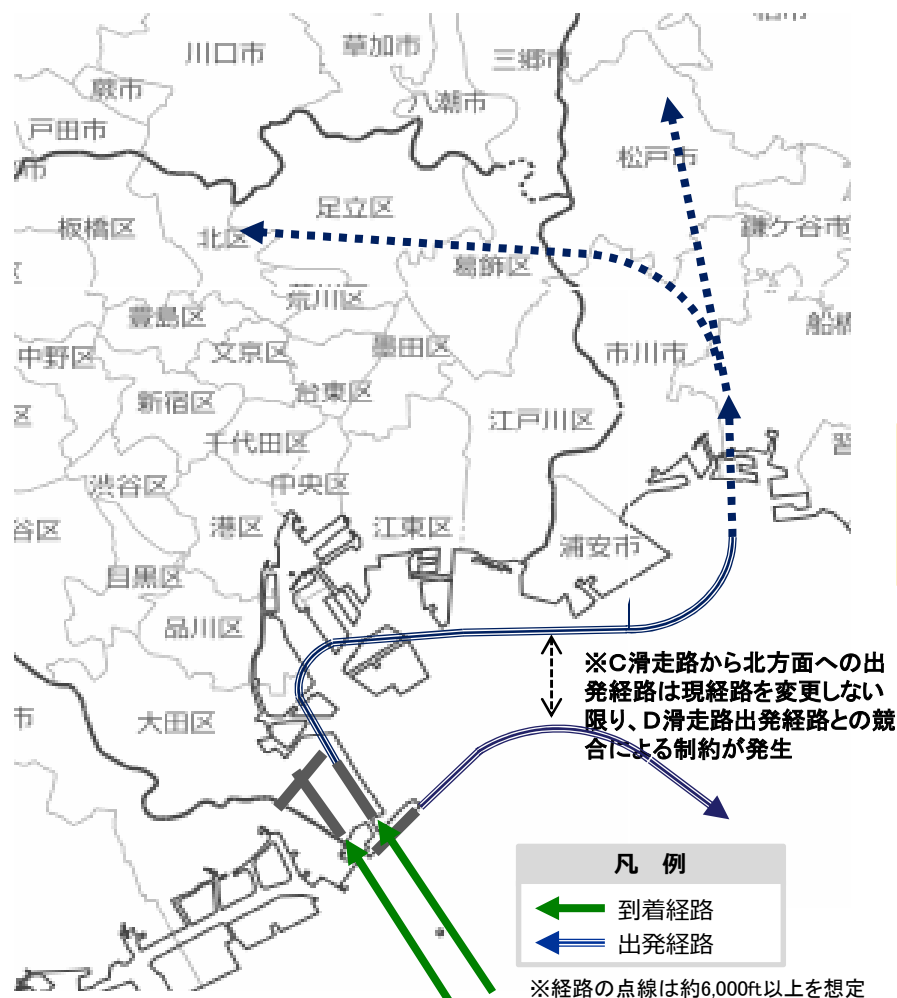 川口市
草加市
三郷市
蕨市
八潮市
戸田市
松戸市
足立区
板橋区
北区
鎌ケ谷市
葛飾区
荒川区
豊島区
船橋
中野区
文京区
墨田区
市川市
台東区
新宿区
江戸川区
千代田区
習
渋谷区
中央区
港区
江東区
谷区
浦安市
目黒区
品川区
※C滑走路から北方面への出
発経路は現経路を変更しない
限り、D滑走路出発経路との競
合による制約が発生
市
大田区
凡 例
到着経路
出発経路
※経路の点線は約6,000ft以上を想定